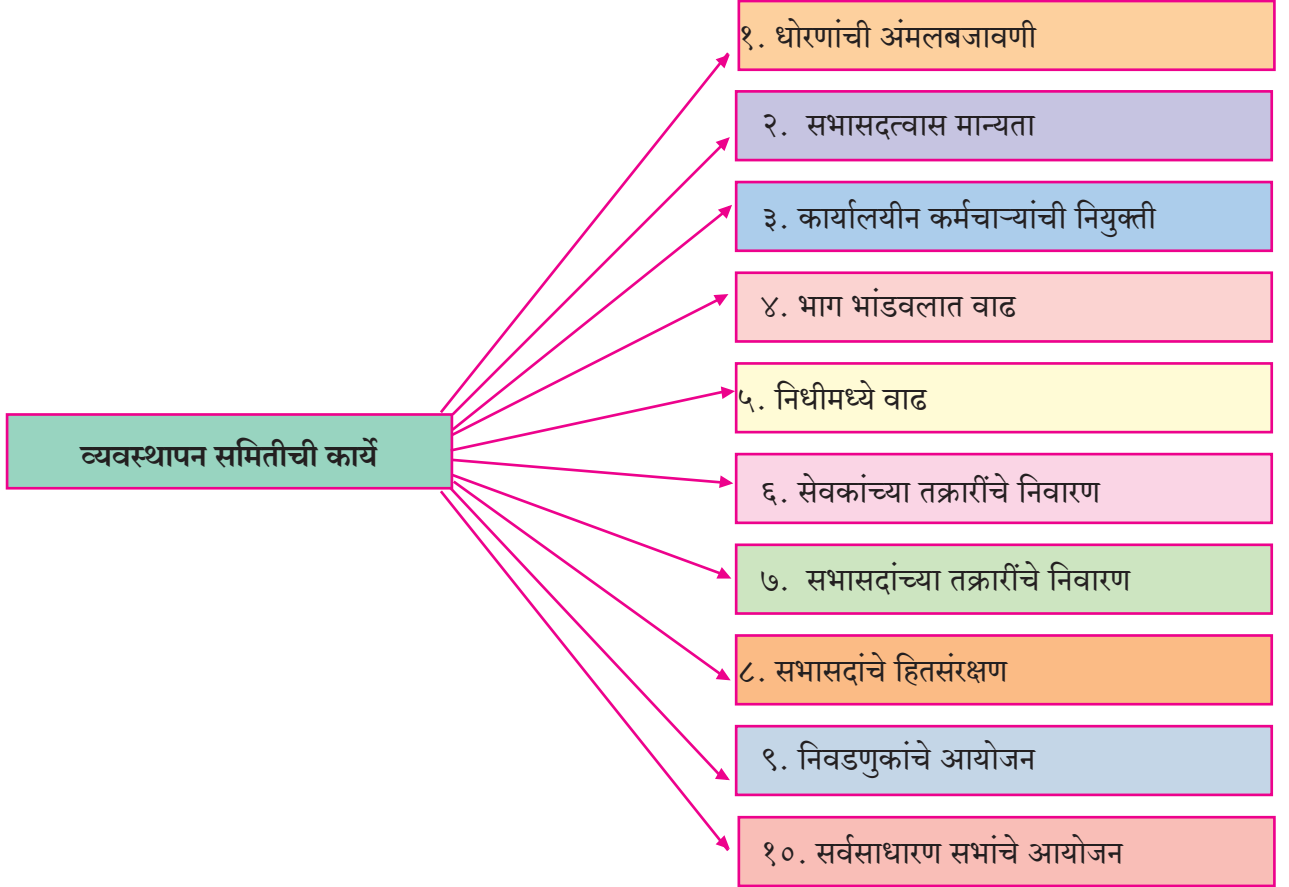 १. धोरणांची अंमलबजावणी
२. सभासदत्वास मान्यता
३. कार्यालयीन कर्मचाऱ्यांची नियुक्ती
४. भाग भांडवलात वाढ
५. निधीमध्ये वाढ
व्यवस्थापन समितीची कार्ये
६. सेवकांच्या तक्रारींचे निवारण
७. सभासदांच्या तक्रारींचे निवारण
८. सभासदांचे हितसंरक्षण
९. निवडणुकांचे आयोजन
१०. सर्वसाधारण सभांचे आयोजन